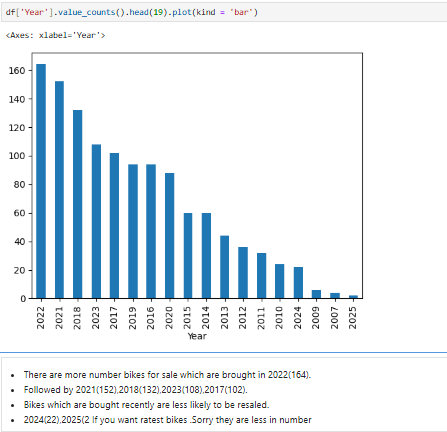 df['Year'].value_counts().head(19).plot(kind = 'bar')
<Axes: xlabel='Year'>
160
140
120
100
80
60
40
20
0
2022 2021 2018 2023 2017 2019 2016 2020 2015 2014 2013 2012 2011 2010 2024 2009 2007 2025
Year
There are more number bikes for sale which are brought in 2022(164).
Followed by 2021(152),2018(132),2023(108),2017(102).
Bikes which are bought recently are less likely to be resaled.
2024(22),2025(2 If you want ratest bikes .Sorry they are less in number